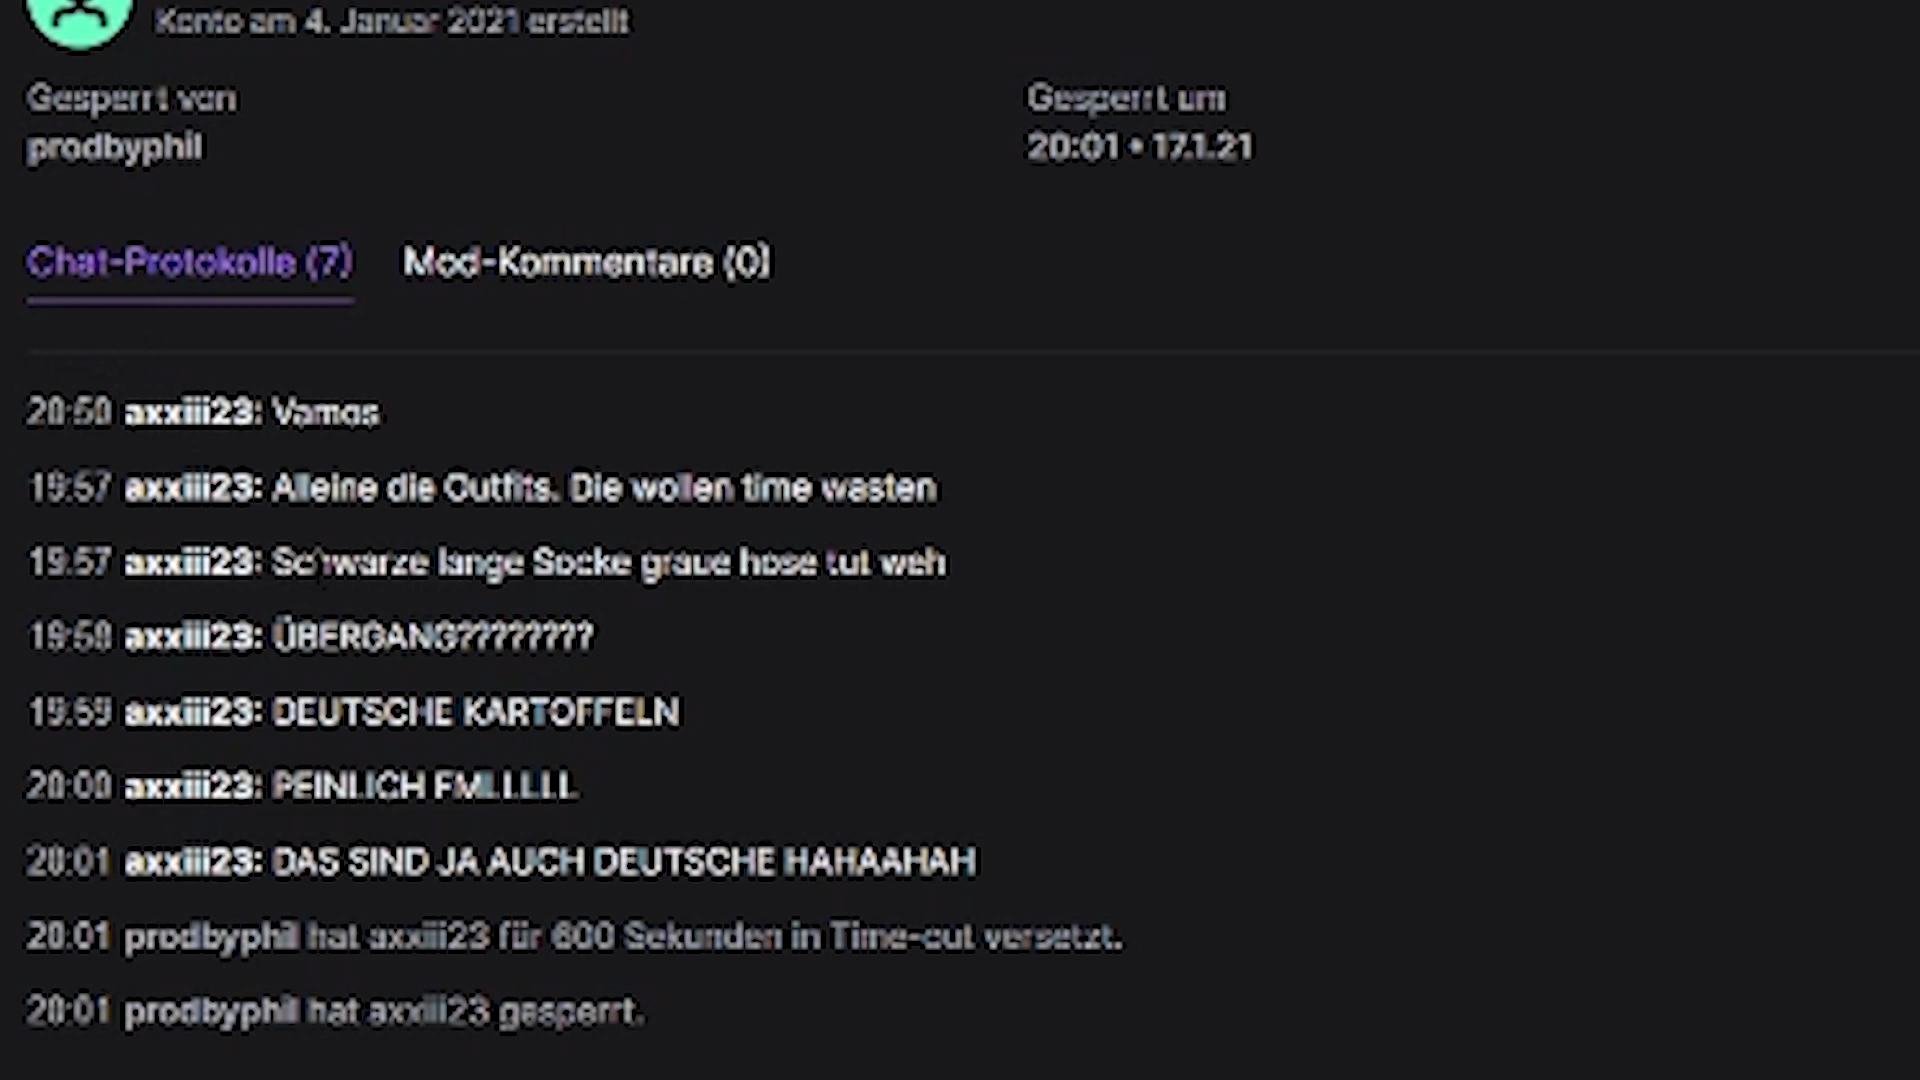 Konto am 4. Januar 2021 erstellt
Gesperrt von
Gesperrt um
prodbyphil
20:01 • 17.1.21
Chat-Protokolle (7)
Mod-Kommentare (0)
20:50 axxiii23: Vamos
19:57 axxiii23: Alleine die Outfits. Die wollen time wasten
19:57 axxiii23: Schwarze lange Socke graue hose tut weh
19:58 axxiii23: ÜBERGANG????????
19:59 axxiii23: DEUTSCHE KARTOFFELN
20:00 axxiii23: PEINLICH FMLLLLL
20:01 axxiii23: DAS SIND JA AUCH DEUTSCHE HAHAAHAH
20:01 prodbyphil hat axxiii23 für 600 Sekunden in Time-out versetzt.
20:01 prodbyphil hat axxiii23 gesperrt.